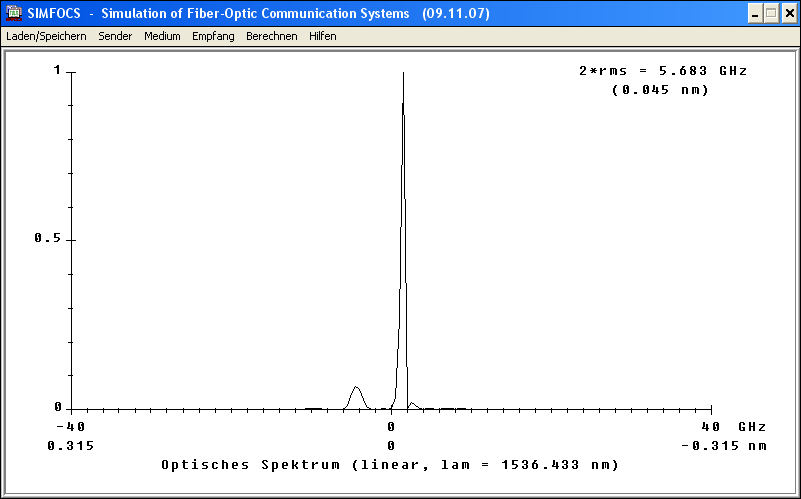 SIMFOCS - Simulation of Fiber-Optic Communication Systems (09.11.07)
Laden/Speichern Sender Medium Empfang Berechnen Hilfen
1
2*rms = 5.683 GHz
(0.045 nm)
0.5
0
-40 0 40 GHz
0.315 0 -0.315 nm
Optisches Spektrum (linear, lam = 1536.433 nm)